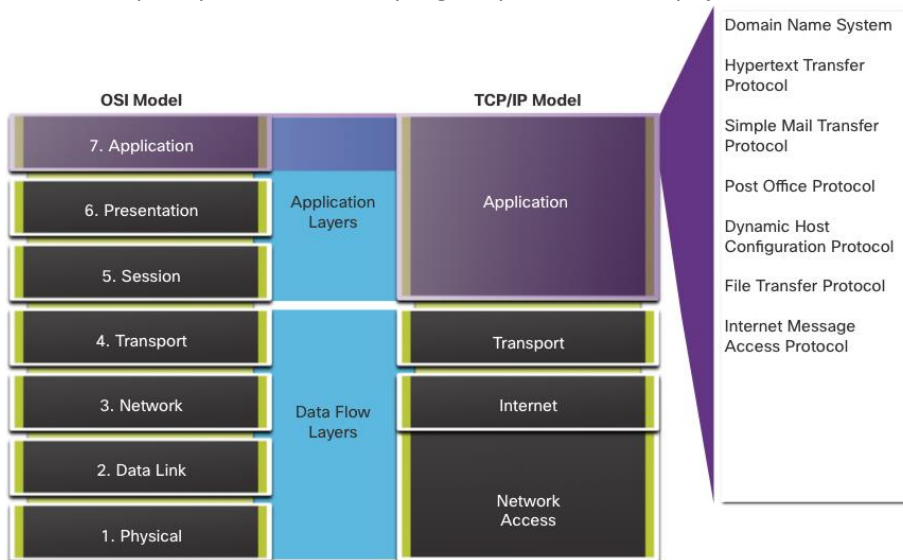 Domain Name System
Hypertext Transfer
Protocol
Simple Mail Transfer
Protocol
Post Office Protocol
Dynamic Host
Configuration Protocol
File Transfer Protocol
Internet Message
Access Protocol
OSI Model
TCP/IP Model
7. Application
6. Presentation
5. Session
4. Transport
3. Network
2. Data Link
1. Physical
Application
Layers
Data Flow
Layers
Application
Transport
Internet
Network
Access